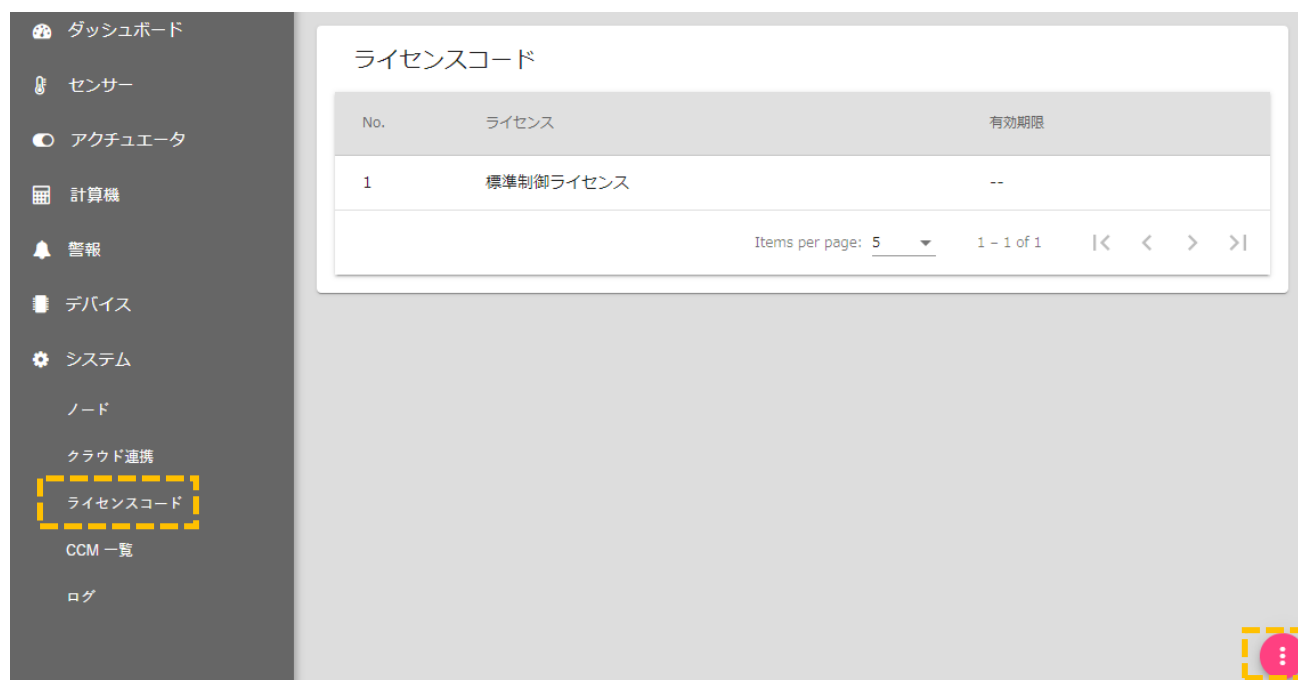 ダッシュボード
センサー
アクチュエータ
計算機
警報
デバイス
システム
ノード
クラウド連携
ライセンスコード
CCM 一覧
ログ
ライセンスコード
No. ライセンス 有効期限
1 標準制御ライセンス --
Items per page: 5 1 – 1 of 1